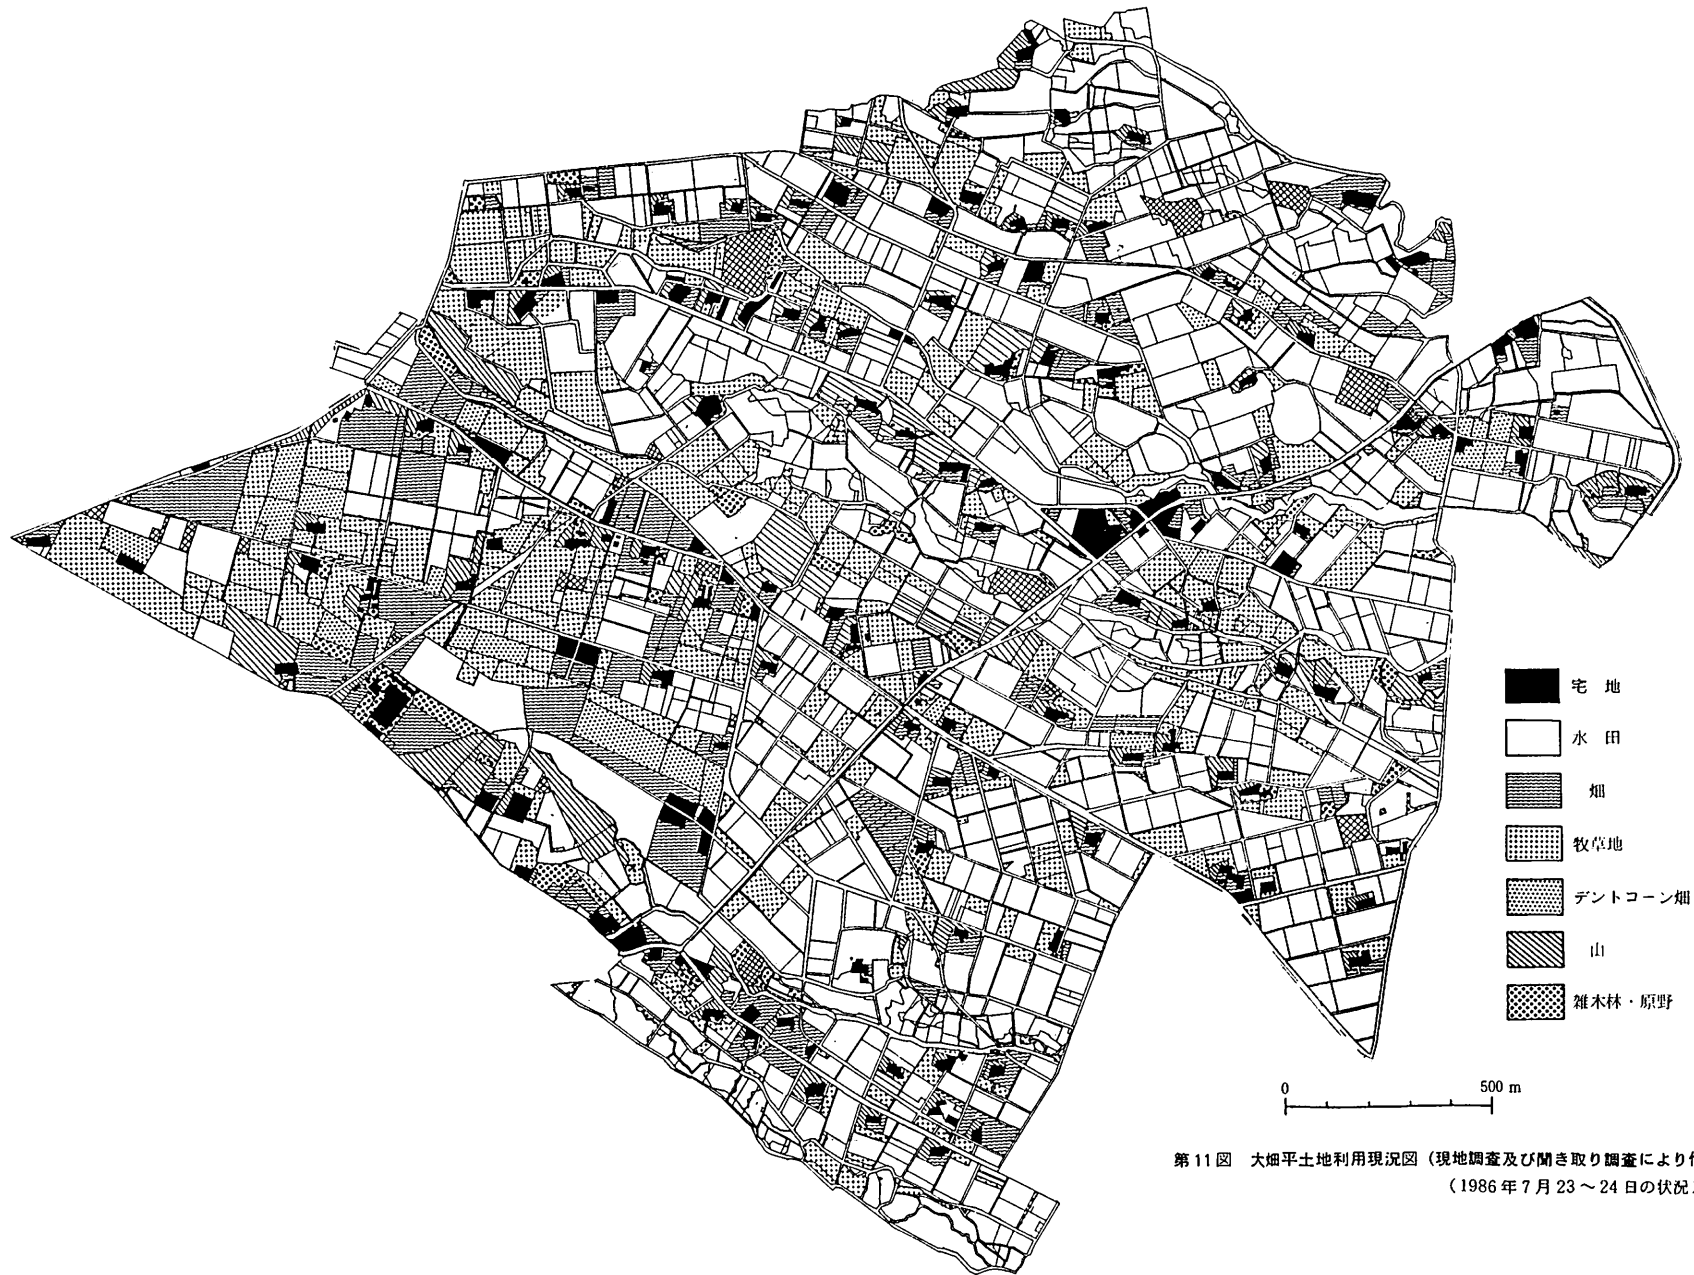 宅 地
水 田
畑
牧草地
デントコーン畑
山
雑木林・原野
0 500 m
第11図 大畑平土地利用現況図 (現地調査及び聞き取り調査により
(1986年7月23〜24日の状況